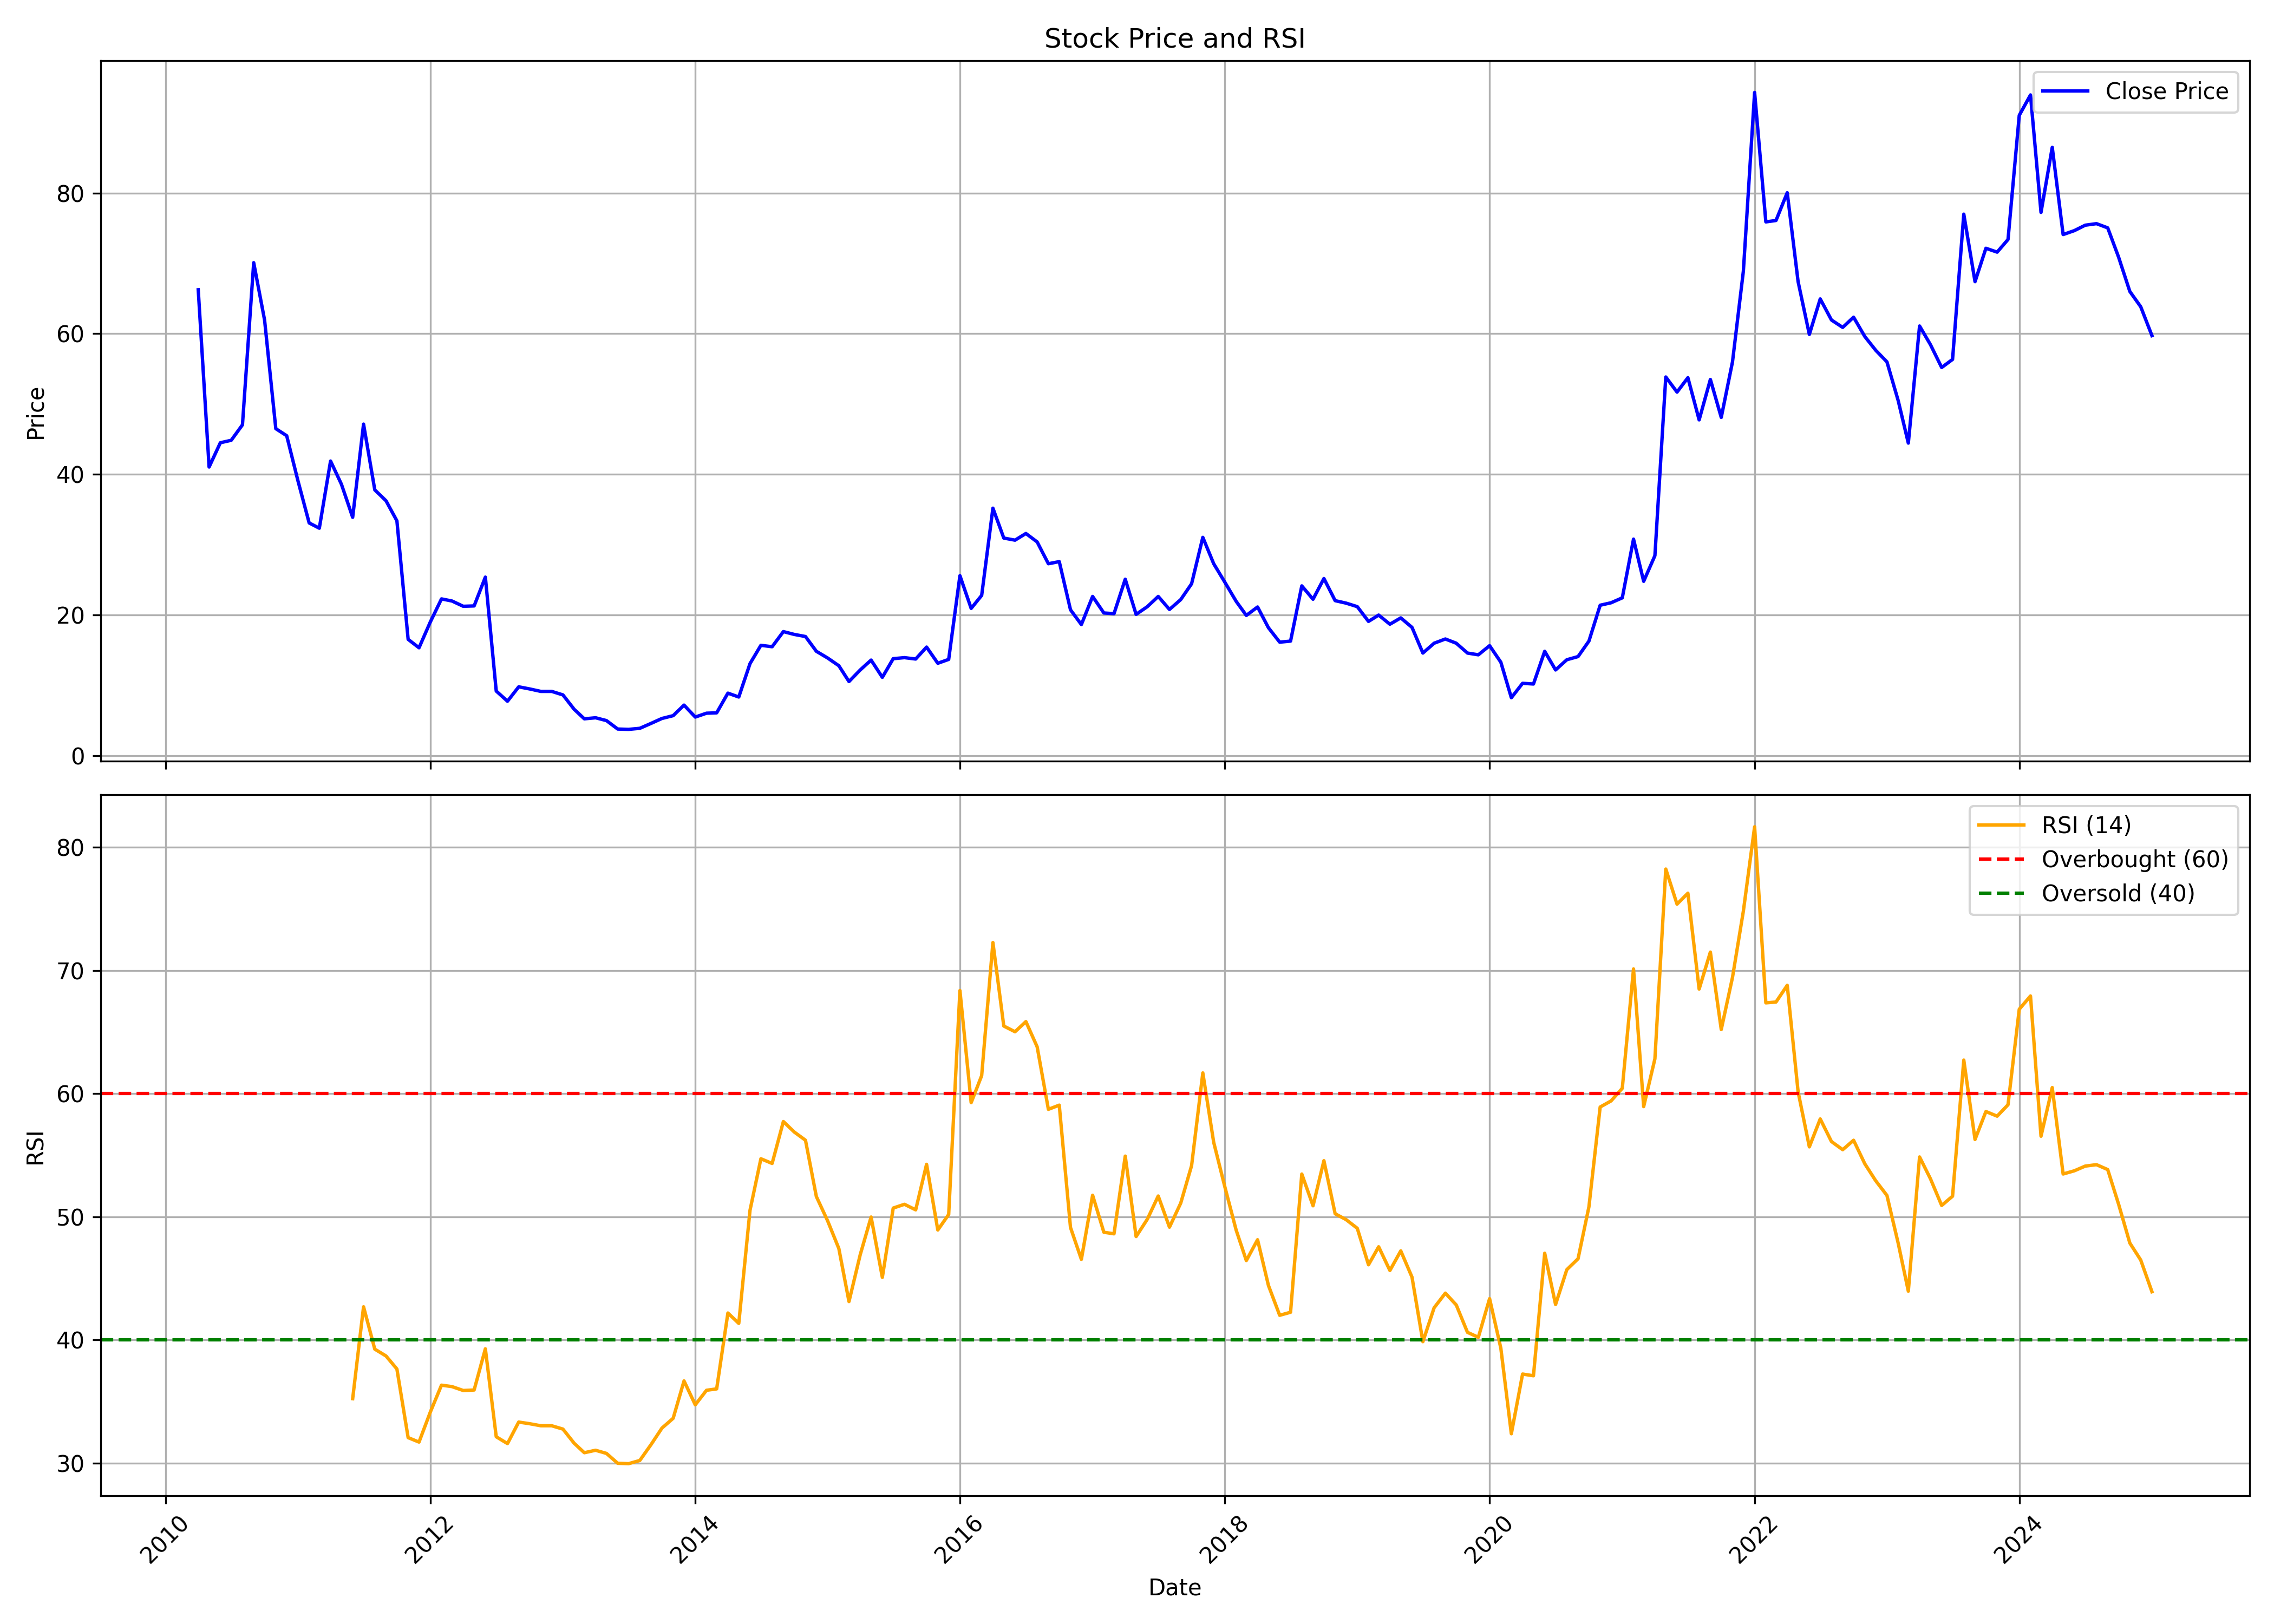 Stock Price and RSI
Close Price
80
60
40
20
0
Price
RSI (14)
Overbought (60)
Oversold (40)
80
70
60
50
40
30
RSI
2010
2012
2014
2016
2018
2020
2022
2024
Date